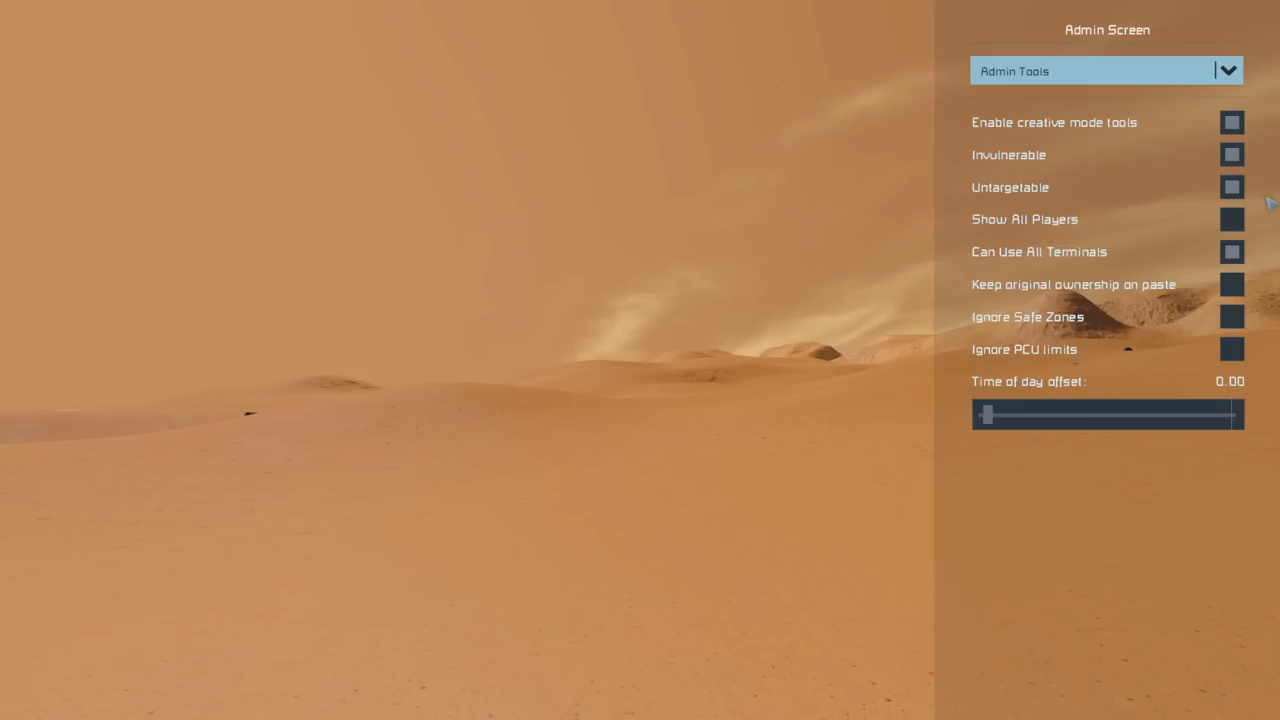 Admin Screen
Admin Tools
Enable creative mode tools
Invulnerable
Untargetable
Show All Players
Can Use All Terminals
Keep original ownership on paste
Ignore Safe Zones
Ignore PCU limits
Time of day offset: 0.00